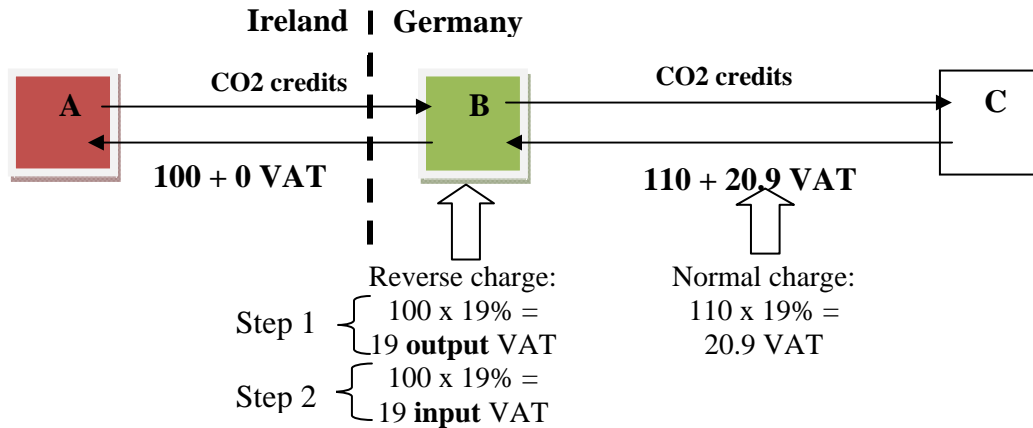 Ireland Germany
CO2 credits CO2 credits
A B C
100 + 0 VAT 110 + 20.9 VAT
Reverse charge: Normal charge:
Step 1 100 x 19% = 110 x 19% =
19 output VAT 20.9 VAT
Step 2 100 x 19% =
19 input VAT